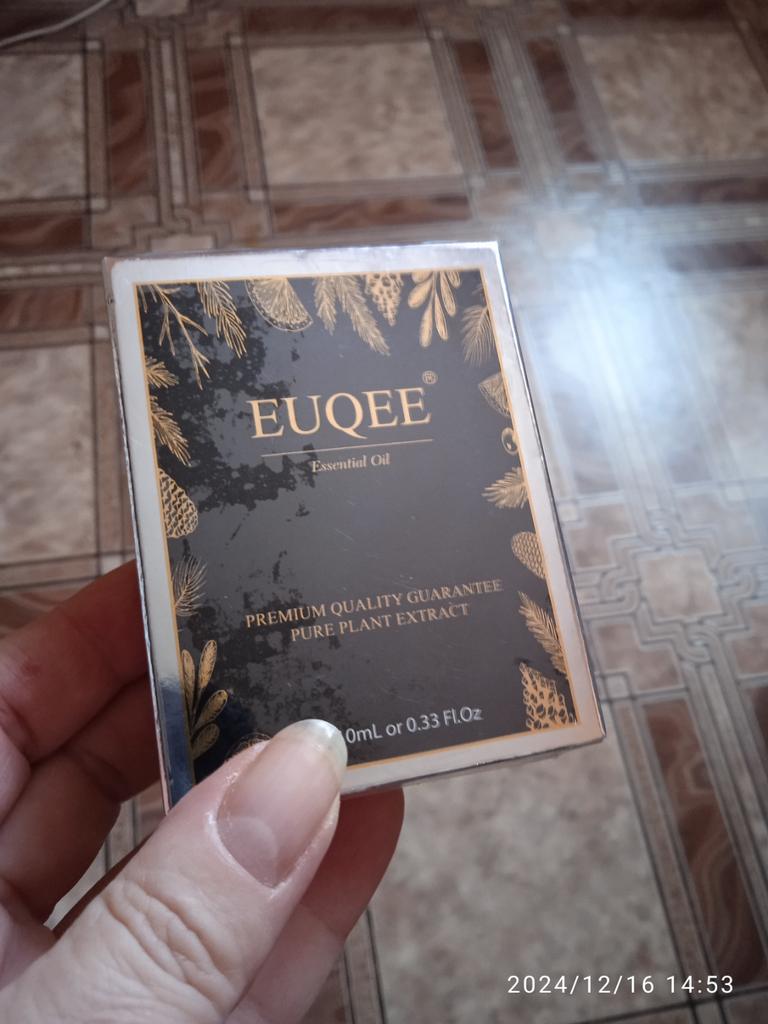 EUQEE®
Essential Oil
PREMIUM QUALITY GUARANTEE
PURE PLANT EXTRACT
0mL or 0.33 Fl.Oz
2024/12/16 14:53